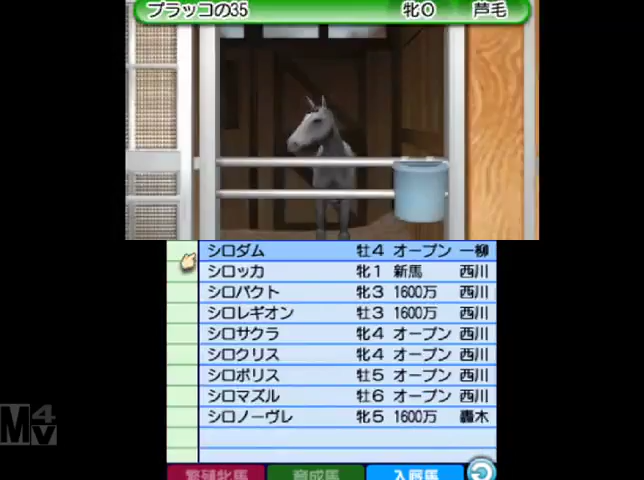 プラッコの35 牝0 芦毛
シロダム 牡4 オープン 一柳
シロッカ 牝1 新馬 西川
シロパクト 牝3 1600万 西川
シロレギオン 牡3 1600万 西川
シロサクラ 牝4 オープン 西川
シロクリス 牝4 オープン 西川
シロポリス 牡5 オープン 西川
シロマズル 牡6 オープン 西川
シロノーヴレ 牝5 1600万 轟木
繁殖牝馬 育成馬 入厩馬
M4v